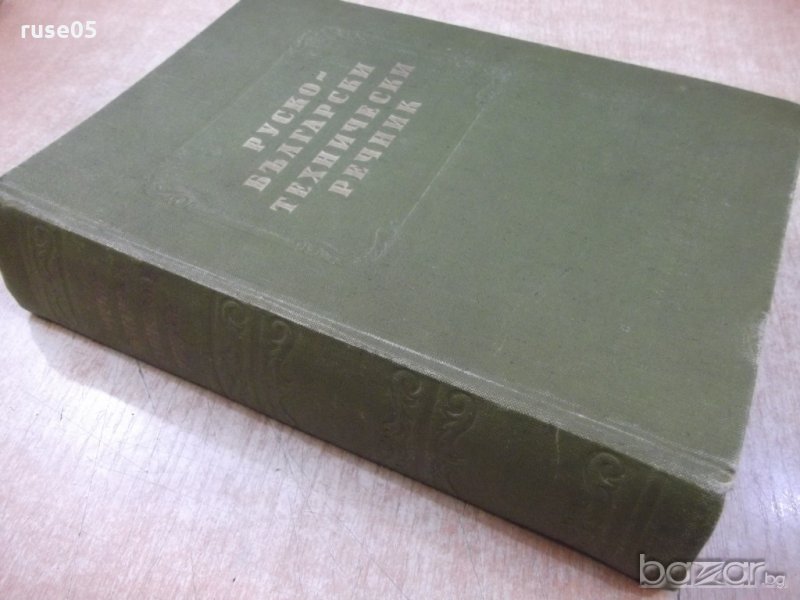 ruse05
РУСКО-
БЪЛГАРСКИ
ТЕХНИЧЕСКИ
РЕЧНИК
bazar.bg